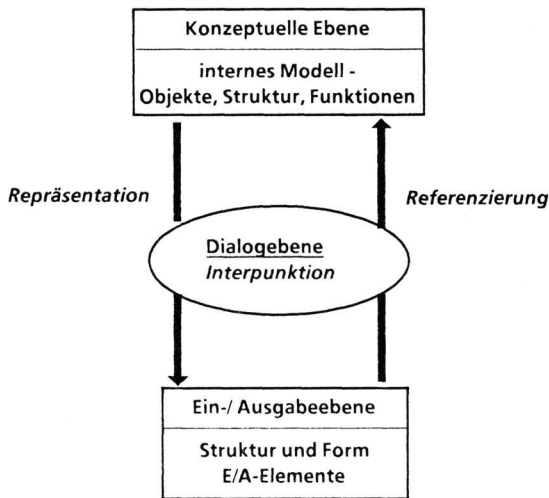 Konzeptuelle Ebene
internes Modell -
Objekte, Struktur, Funktionen
Repräsentation
Referenzierung
Dialogebene
Interpunktion
Ein-/ Ausgabeebene
Struktur und Form
E/A-Elemente